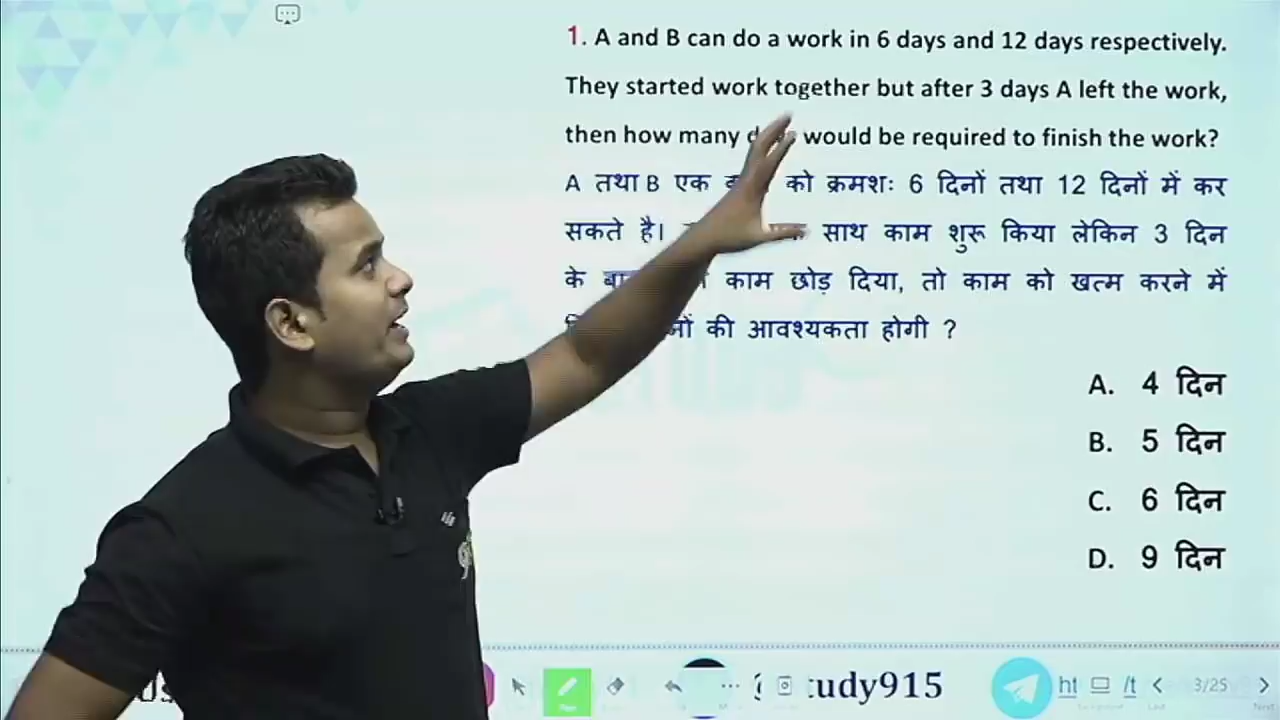 1. A and B can do a work in 6 days and 12 days respectively.
They started work together but after 3 days A left the work,
then how many would be required to finish the work?
A तथा B एक को क्रमशः 6 दिनों तथा 12 दिनों में कर
सकते है। साथ काम शुरू किया लेकिन 3 दिन
के काम छोड़ दिया, तो काम को खत्म करने में
की आवश्यकता होगी ?
A. 4 दिन
B. 5 दिन
C. 6 दिन
D. 9 दिन
tudy915
ht /t 3/25